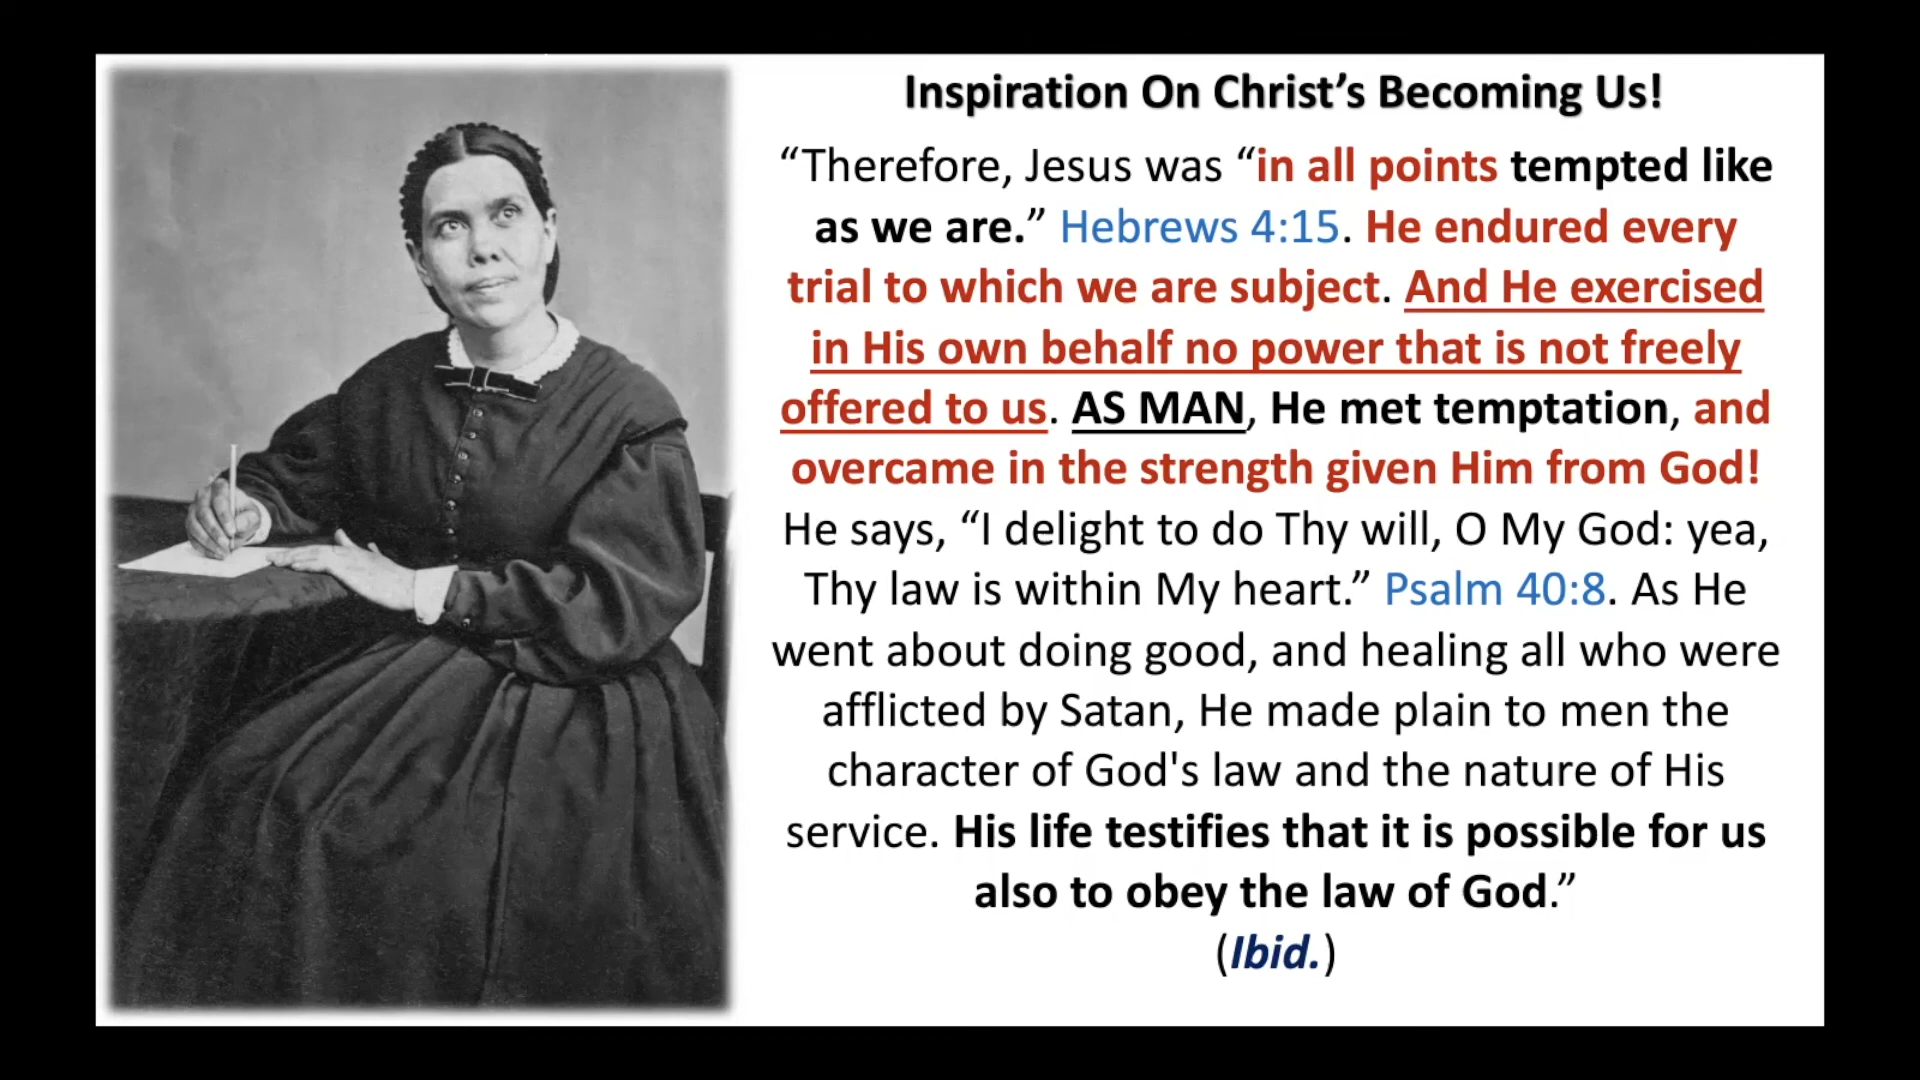 Inspiration On Christ’s Becoming Us!
“Therefore, Jesus was “in all points tempted like
as we are.” Hebrews 4:15. He endured every
trial to which we are subject. And He exercised
in His own behalf no power that is not freely
offered to us. AS MAN, He met temptation, and
overcame in the strength given Him from God!
He says, “I delight to do Thy will, O My God: yea,
Thy law is within My heart.” Psalm 40:8. As He
went about doing good, and healing all who were
afflicted by Satan, He made plain to men the
character of God's law and the nature of His
service. His life testifies that it is possible for us
also to obey the law of God.”
(Ibid.)